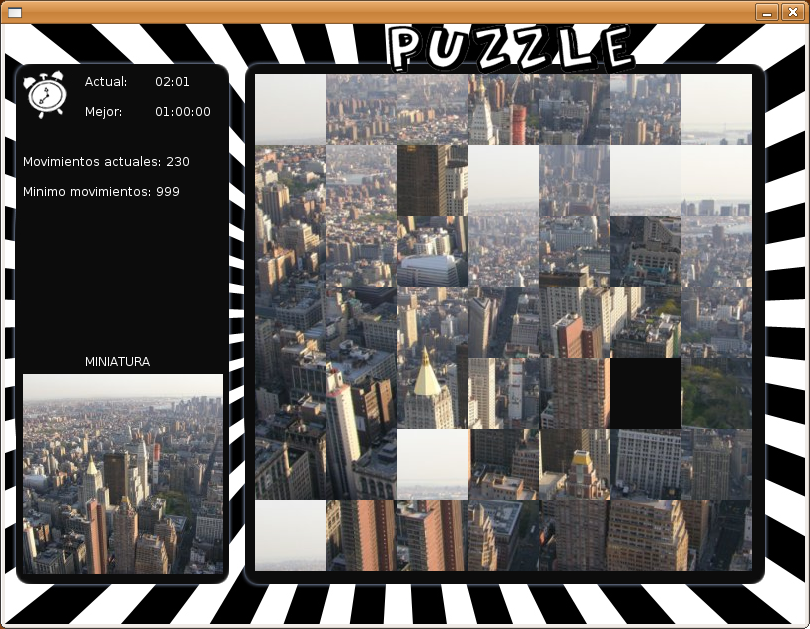 PUZZLE
Actual: 02:01
Mejor: 01:00:00
Movimientos actuales: 230
Minimo movimientos: 999
MINIATURA